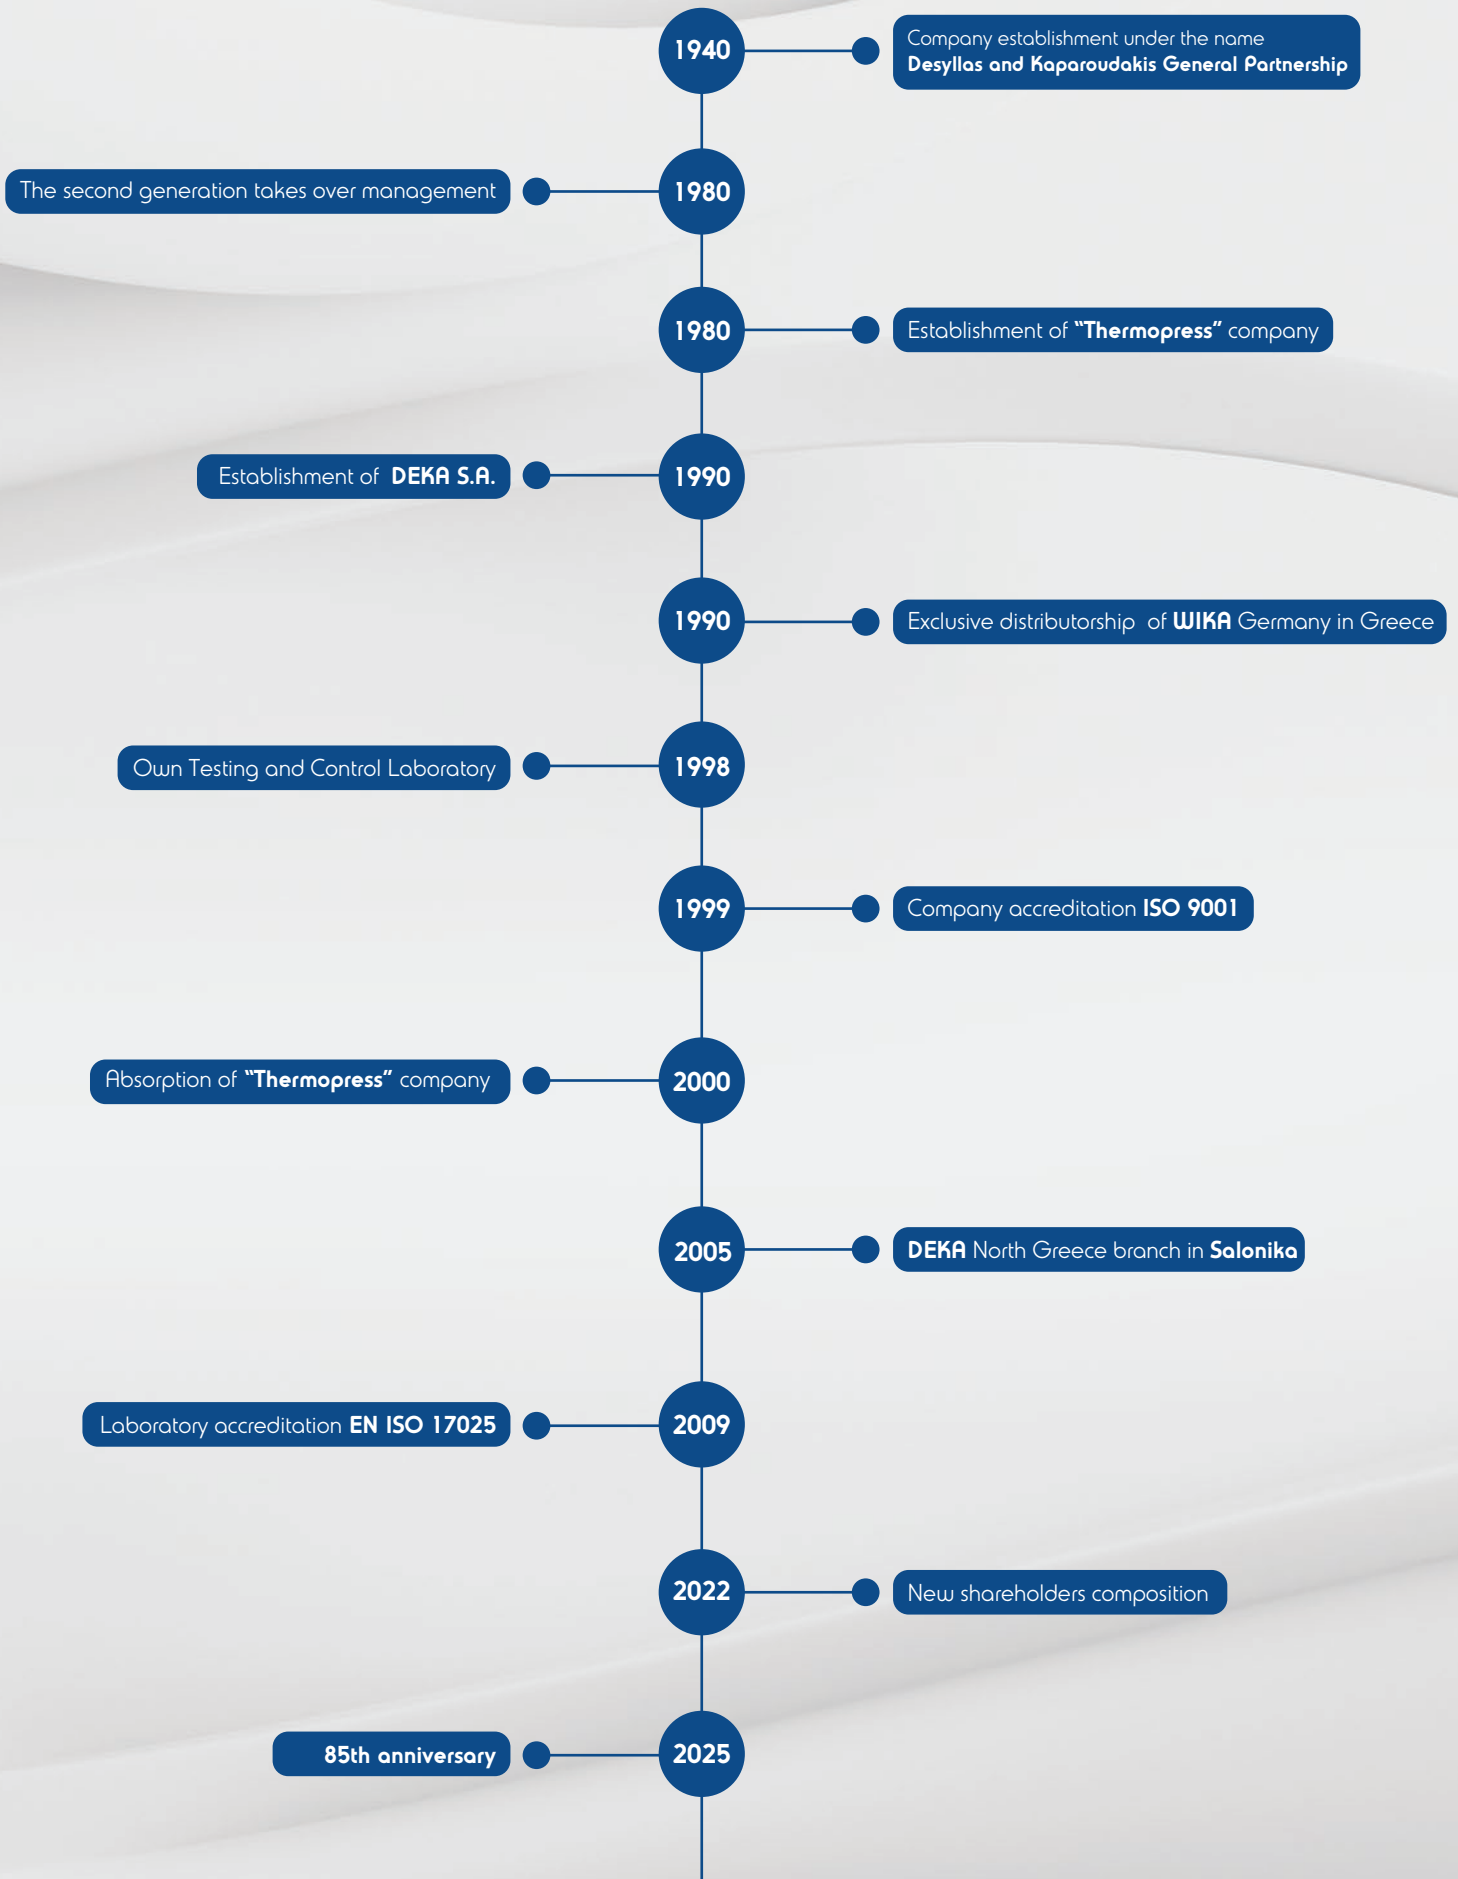 1940
Company establishment under the name
Desyllas and Kaparoudakis General Partnership
The second generation takes over management
1980
1980
Establishment of “Thermopress” company
Establishment of DEKA S.A.
1990
1990
Exclusive distributorship of WIKA Germany in Greece
Own Testing and Control Laboratory
1998
1999
Company accreditation ISO 9001
Absorption of “Thermopress” company
2000
2005
DEKA North Greece branch in Salonika
Laboratory accreditation EN ISO 17025
2009
2022
New shareholders composition
85th anniversary
2025